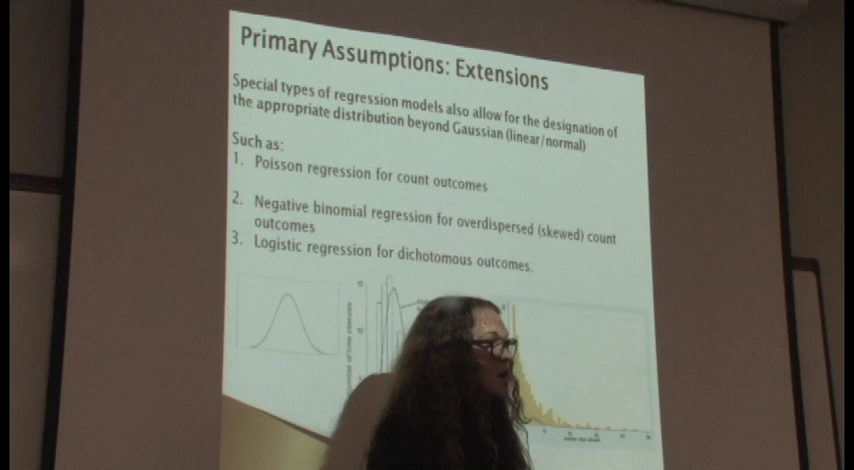 Primary Assumptions: Extensions
Special types of regression models also allow for the designation of
the appropriate distribution beyond Gaussian (linear/normal)
Such as:
1. Poisson regression for count outcomes
2. Negative binomial regression for overdispersed (skewed) count
outcomes
3. Logistic regression for dichotomous outcomes.